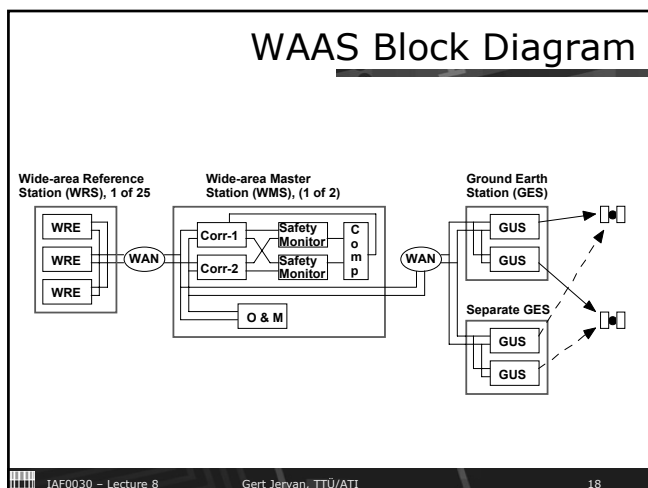 WAAS Block Diagram
Wide-area Reference
Station (WRS), 1 of 25
WRE
WRE
WRE
WAN
Wide-area Master
Station (WMS), (1 of 2)
Corr-1
Corr-2
Safety
Monitor
Safety
Monitor
C
o
m
p
O & M
WAN
Ground Earth
Station (GES)
GUS
GUS
Separate GES
GUS
GUS
IAF0030 – Lecture 8
Gert Jervan, TTÜ/ATI
18